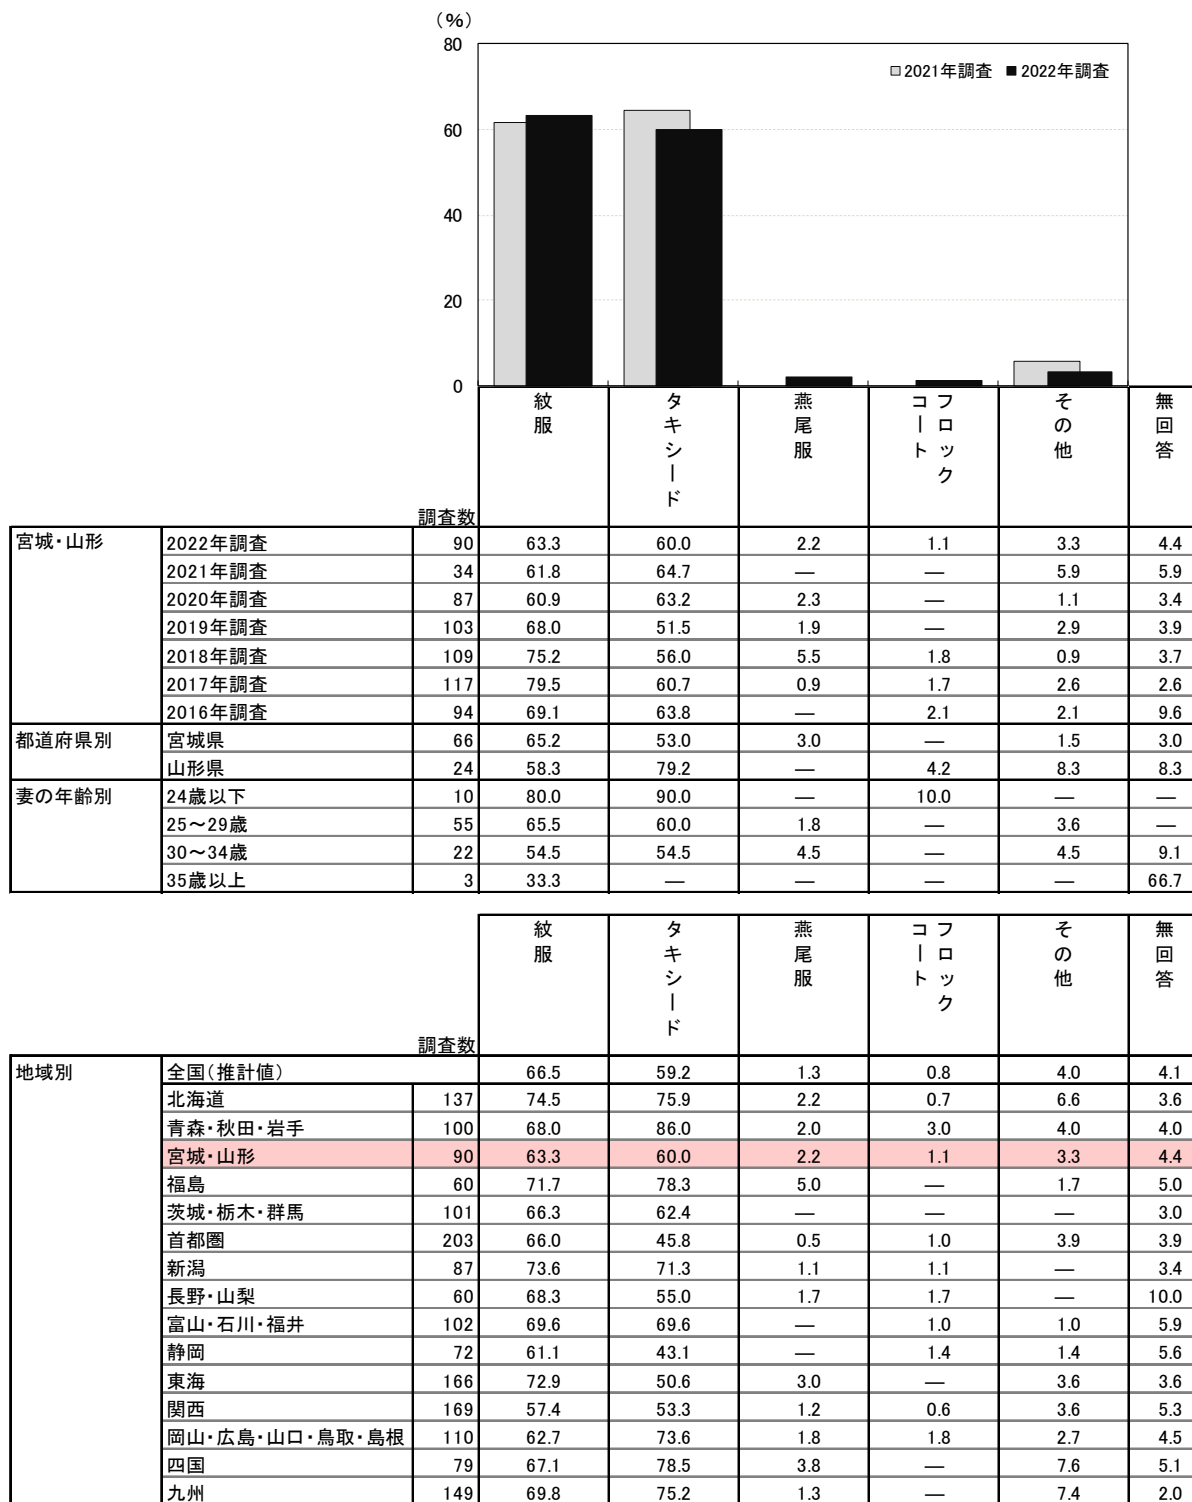 （%）
80
60
40
20
0
2021年調査 2022年調査
調査数 紋服 タキシード 燕尾服 フロックコート その他 無回答
宮城・山形 2022年調査 90 63.3 60.0 2.2 1.1 3.3 4.4
2021年調査 34 61.8 64.7 — — 5.9 5.9
2020年調査 87 60.9 63.2 2.3 — 1.1 3.4
2019年調査 103 68.0 51.5 1.9 — 2.9 3.9
2018年調査 109 75.2 56.0 5.5 1.8 0.9 3.7
2017年調査 117 79.5 60.7 0.9 1.7 2.6 2.6
2016年調査 94 69.1 63.8 — 2.1 2.1 9.6
都道府県別 宮城県 66 65.2 53.0 3.0 — 1.5 3.0
山形県 24 58.3 79.2 — 4.2 8.3 8.3
妻の年齢別 24歳以下 10 80.0 90.0 — 10.0 — —
25～29歳 55 65.5 60.0 1.8 — 3.6 —
30～34歳 22 54.5 54.5 4.5 — 4.5 9.1
35歳以上 3 33.3 — — — — 66.7
調査数 紋服 タキシード 燕尾服 フロックコート その他 無回答
地域別 全国（推計値） 66.5 59.2 1.3 0.8 4.0 4.1
北海道 137 74.5 75.9 2.2 0.7 6.6 3.6
青森・秋田・岩手 100 68.0 86.0 2.0 3.0 4.0 4.0
宮城・山形 90 63.3 60.0 2.2 1.1 3.3 4.4
福島 60 71.7 78.3 5.0 — 1.7 5.0
茨城・栃木・群馬 101 66.3 62.4 — — — 3.0
首都圏 203 66.0 45.8 0.5 1.0 3.9 3.9
新潟 87 73.6 71.3 1.1 1.1 — 3.4
長野・山梨 60 68.3 55.0 1.7 1.7 — 10.0
富山・石川・福井 102 69.6 69.6 — 1.0 1.0 5.9
静岡 72 61.1 43.1 — 1.4 1.4 5.6
東海 166 72.9 50.6 3.0 — 3.6 3.6
関西 169 57.4 53.3 1.2 0.6 3.6 5.3
岡山・広島・山口・鳥取・島根 110 62.7 73.6 1.8 1.8 2.7 4.5
四国 79 67.1 78.5 3.8 — 7.6 5.1
九州 149 69.8 75.2 1.3 — 7.4 2.0